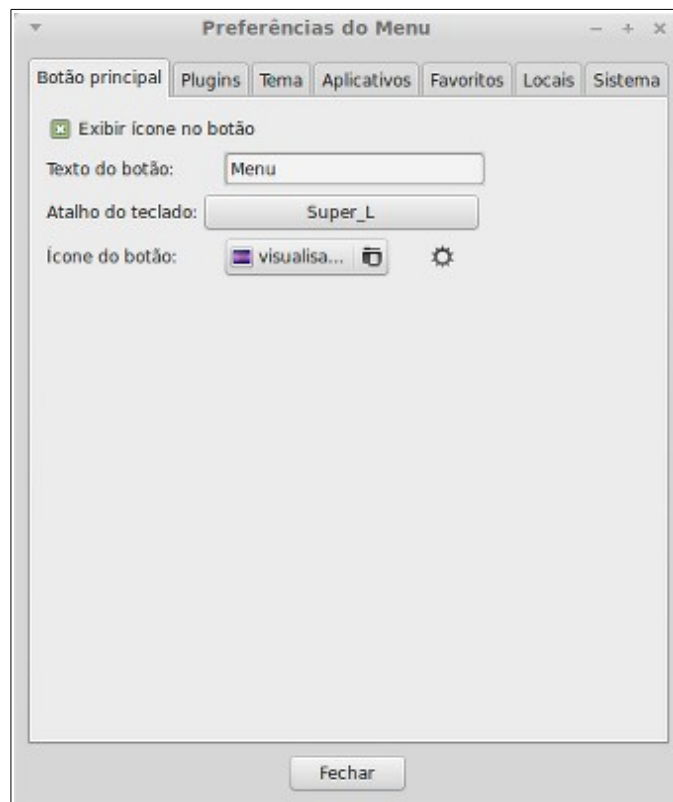 Preferências do Menu
Botão principal Plugins Tema Aplicativos Favoritos Locais Sistema
Exibir ícone no botão
Texto do botão: Menu
Atalho do teclado: Super_L
Ícone do botão: visualisa...
Fechar